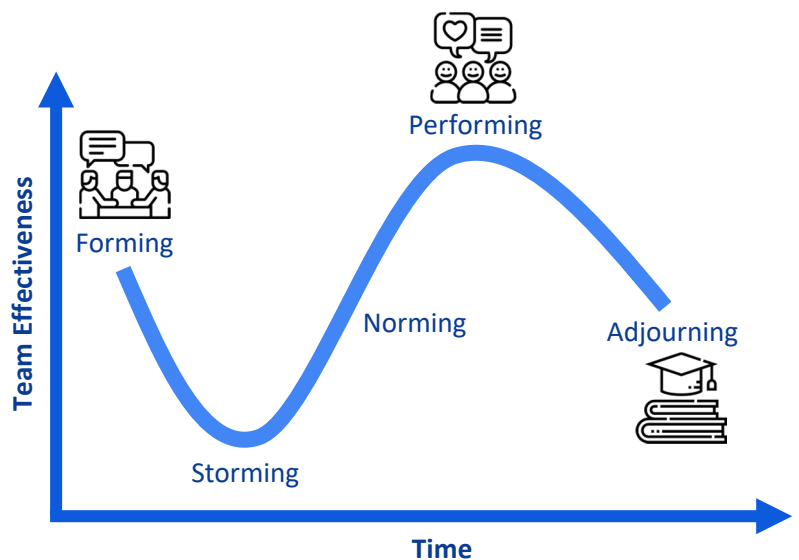 Performing
Forming
Norming
Adjourning
Storming
Team Effectiveness
Time